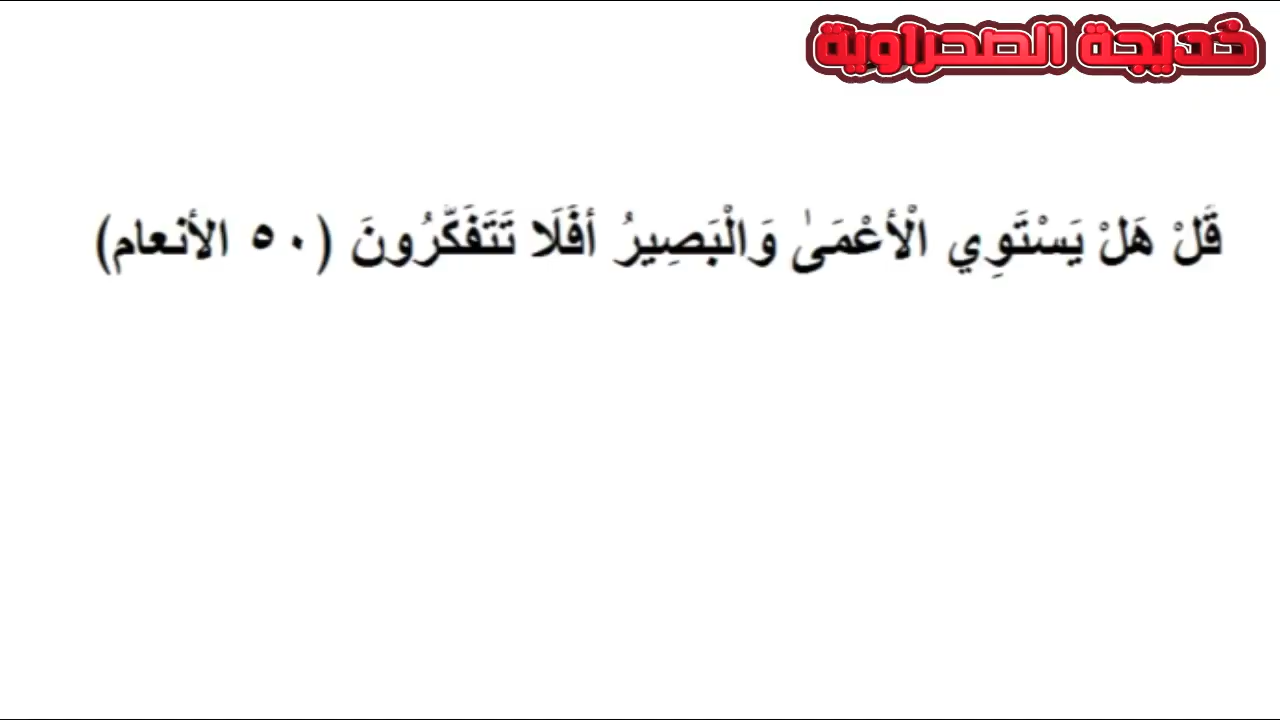 خديجة الصحراوية
قُلْ هَلْ يَسْتَوِي الْأَعْمَىٰ وَالْبَصِيرُ أَفَلَا تَتَفَكَّرُونَ (٥٠ الأنعام)